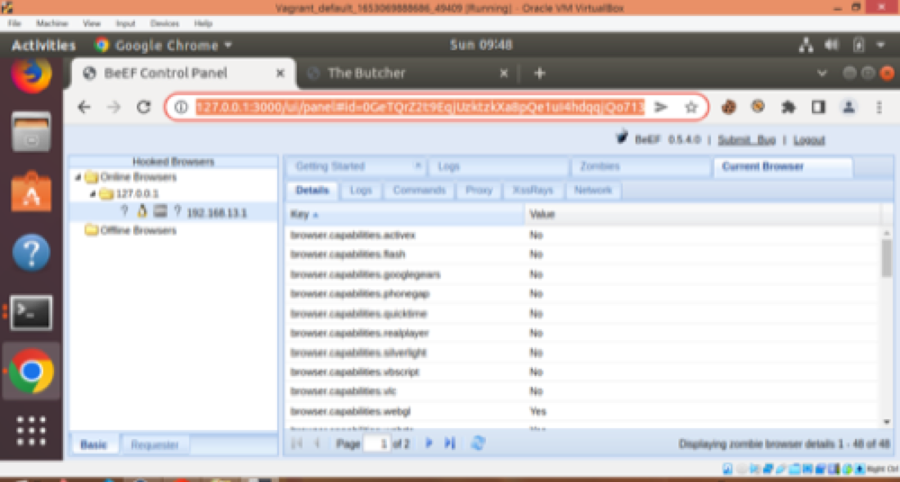 Vagrant_default_1653069888686_49409 [Running] - Oracle VM VirtualBox
File Machine View Input Devices Help
Activities Google Chrome Sun 09:48
BeEF Control Panel The Butcher
127.0.0.1:3000/ui/panel#id=
BeEF 0.5.4.0 | Submit Bug | Logout
Hooked Browsers
Online Browsers
127.0.0.1
? ? 192.168.13.1
Offline Browsers
Basic Requester
Getting Started Logs Zombies Current Browser
Details Logs Commands Proxy XssRays Network
Key Value
browser.capabilities.activex No
browser.capabilities.flash No
browser.capabilities.googlegears No
browser.capabilities.phonegap No
browser.capabilities.quicktime No
browser.capabilities.realplayer No
browser.capabilities.silverlight No
browser.capabilities.vbscript No
browser.capabilities.vlc No
browser.capabilities.webgl Yes
Page 1 of 2 Displaying zombie browser details 1 - 48 of 48
Right Ctrl